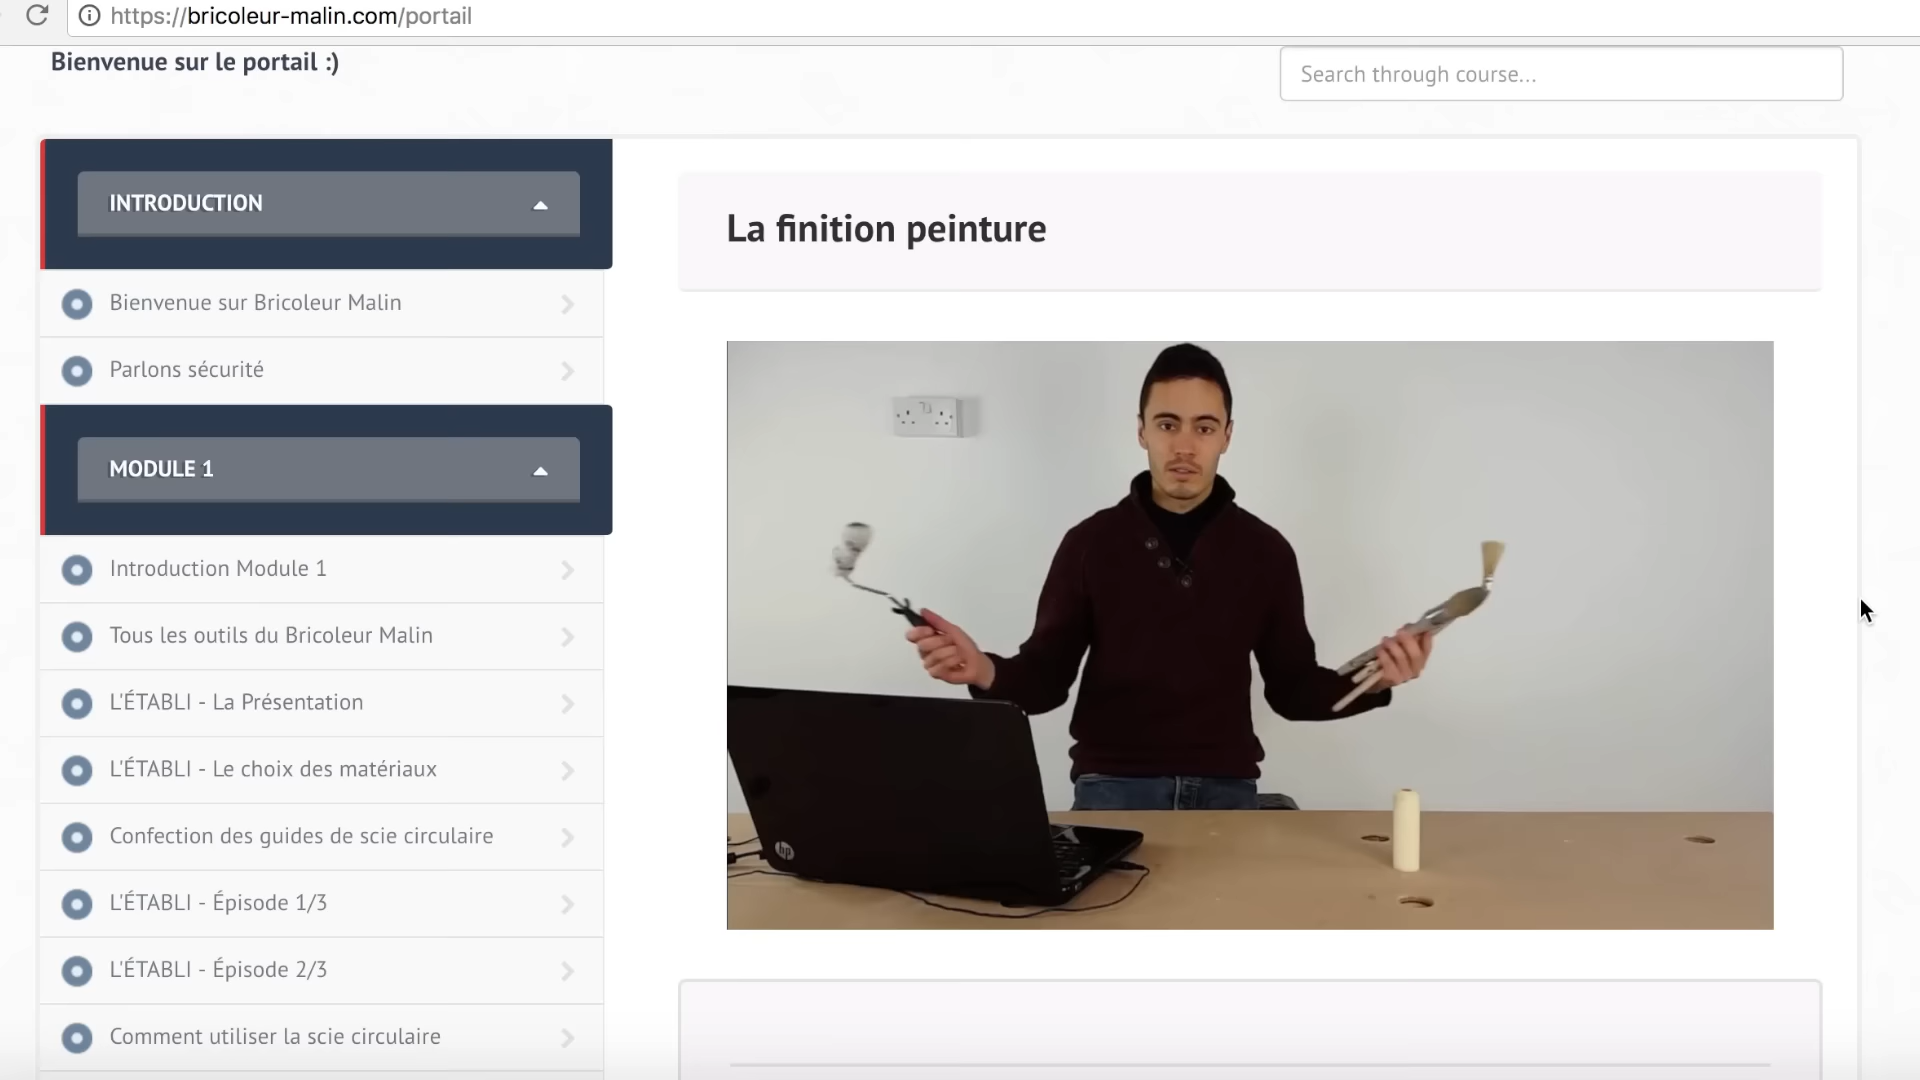 https://bricoleur-malin.com/portail
Bienvenue sur le portail :)
Search through course...
INTRODUCTION
Bienvenue sur Bricoleur Malin
Parlons sécurité
MODULE 1
Introduction Module 1
Tous les outils du Bricoleur Malin
L'ÉTABLI - La Présentation
L'ÉTABLI - Le choix des matériaux
Confection des guides de scie circulaire
L'ÉTABLI - Épisode 1/3
L'ÉTABLI - Épisode 2/3
Comment utiliser la scie circulaire
La finition peinture
hp